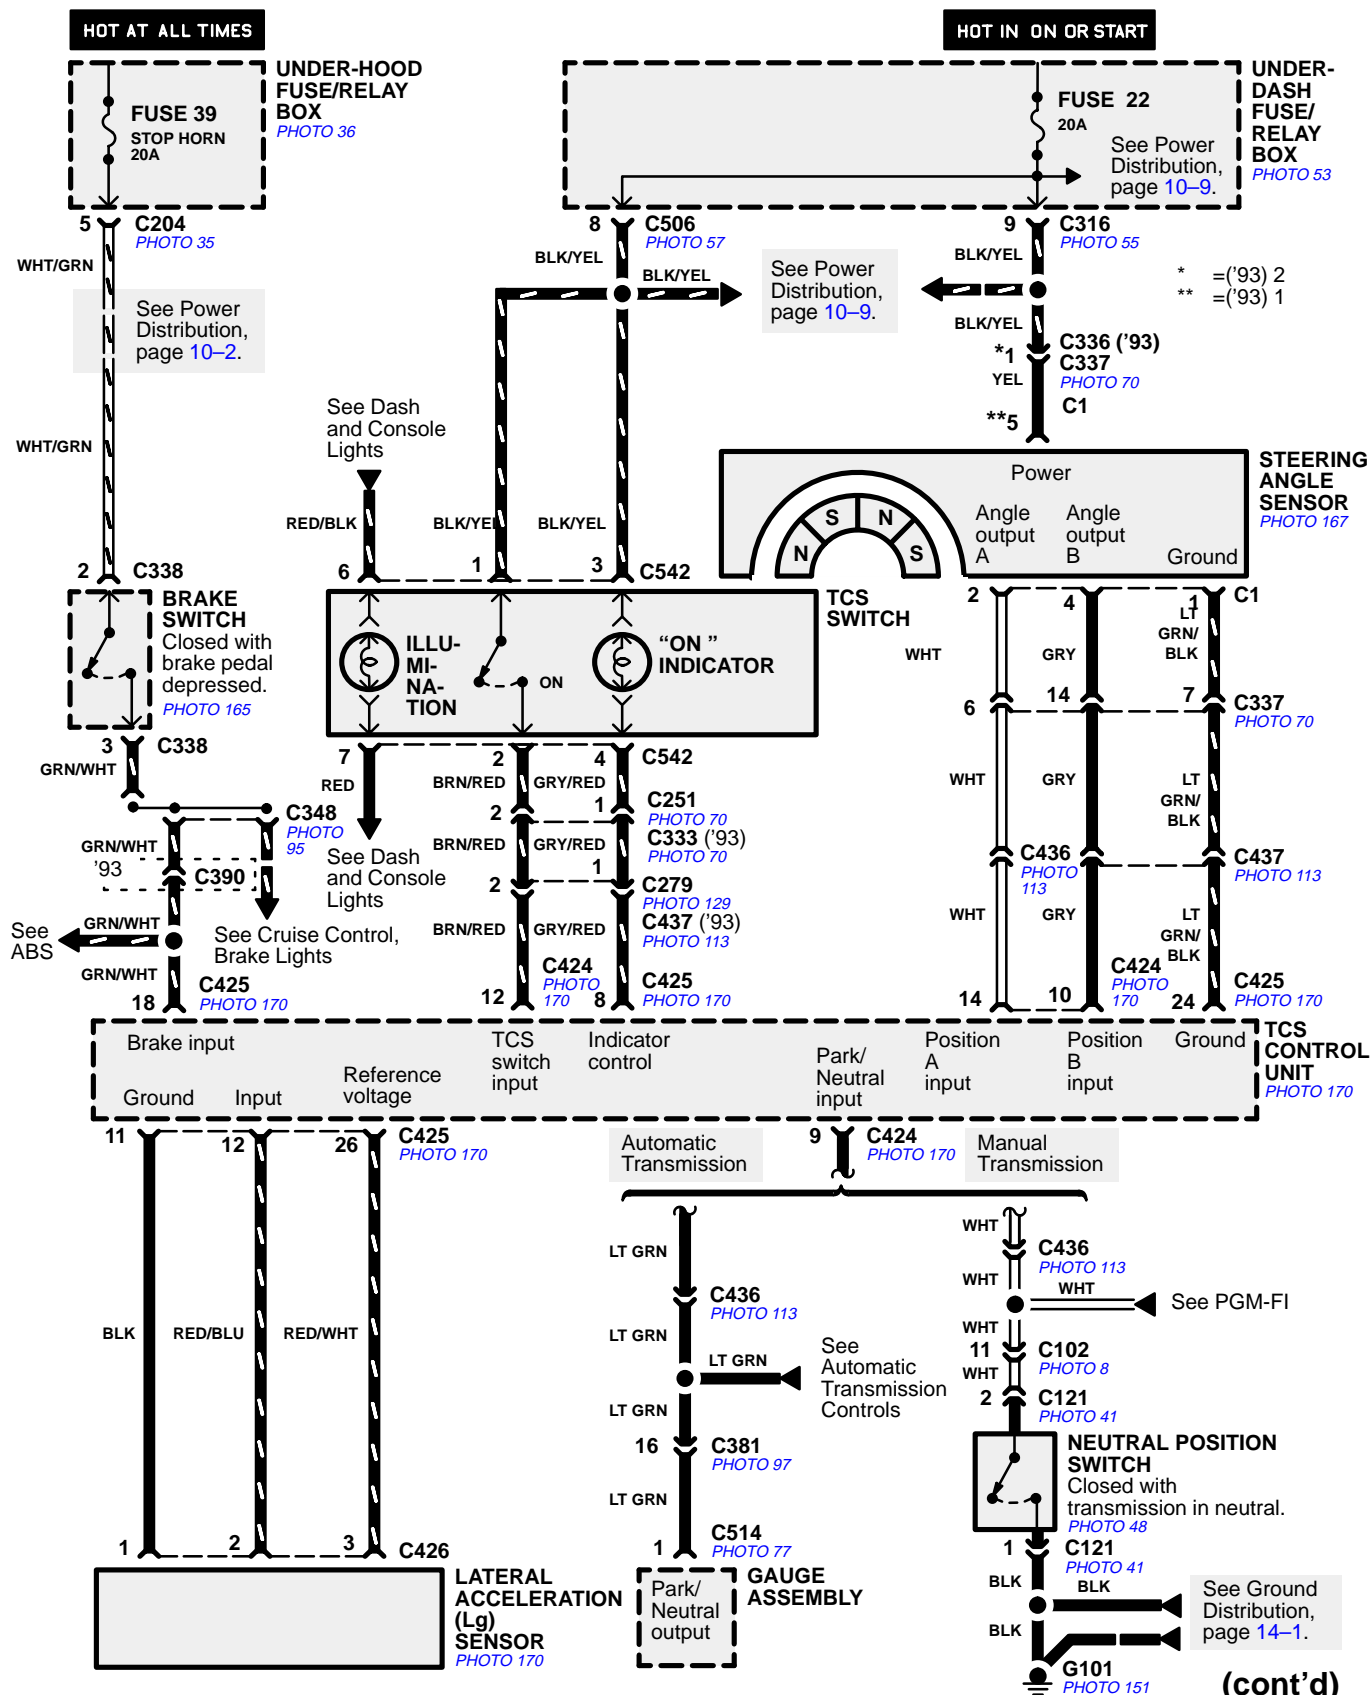 HOT AT ALL TIMES
HOT IN ON OR START
UNDER-HOOD
FUSE/RELAY
BOX
PHOTO 36
FUSE 39
STOP HORN
20A
UNDER-
DASH
FUSE/
RELAY
BOX
PHOTO 53
FUSE 22
20A
See Power
Distribution,
page 10–9.
5
C204
PHOTO 35
8
C506
PHOTO 57
9
C316
PHOTO 55
WHT/GRN
BLK/YEL
BLK/YEL
BLK/YEL
See Power
Distribution,
page 10–9.
* =('93) 2
** =('93) 1
See Power
Distribution,
page 10–2.
BLK/YEL
*1
C336 ('93)
C337
PHOTO 70
YEL
C1
**5
WHT/GRN
See Dash
and Console
Lights
RED/BLK
BLK/YEL
BLK/YEL
STEERING
ANGLE
SENSOR
PHOTO 167
Power
N
S
N
S
Angle
output
A
Angle
output
B
Ground
2
C338
6
1
3
C542
2
4
1
C1
BRAKE
SWITCH
Closed with
brake pedal
depressed.
PHOTO 165
ILLU-
MI-
NA-
TION
ON
“ON ”
INDICATOR
TCS
SWITCH
WHT
GRY
LT
GRN/
BLK
6
14
7
C337
PHOTO 70
3
C338
7
2
4
C542
GRN/WHT
RED
BRN/RED
GRY/RED
WHT
GRY
LT
GRN/
BLK
C348
PHOTO
95
2
1
C251
PHOTO 70
C333 ('93)
PHOTO 70
GRN/WHT
'93
C390
See Dash
and Console
Lights
BRN/RED
GRY/RED
2
1
C279
PHOTO 129
C437 ('93)
PHOTO 113
C436
PHOTO
113
C437
PHOTO 113
See
ABS
GRN/WHT
See Cruise Control,
Brake Lights
BRN/RED
GRY/RED
WHT
GRY
LT
GRN/
BLK
GRN/WHT
18
C425
PHOTO 170
12
C424
PHOTO
170
8
C425
PHOTO 170
14
10
C424
PHOTO
170
24
C425
PHOTO 170
TCS
CONTROL
UNIT
PHOTO 170
Brake input
TCS
switch
input
Indicator
control
Park/
Neutral
input
Position
A
input
Position
B
input
Ground
Ground
Input
Reference
voltage
11
12
26
C425
PHOTO 170
Automatic
Transmission
9
C424
PHOTO 170
Manual
Transmission
WHT
LT GRN
C436
PHOTO 113
WHT
WHT
See PGM-FI
C436
PHOTO 113
BLK
RED/BLU
RED/WHT
LT GRN
LT GRN
See
Automatic
Transmission
Controls
WHT
11
C102
PHOTO 8
WHT
2
C121
PHOTO 41
LT GRN
16
C381
PHOTO 97
LT GRN
NEUTRAL POSITION
SWITCH
Closed with
transmission in neutral.
PHOTO 48
1
2
3
C426
1
C514
PHOTO 77
1
C121
PHOTO 41
LATERAL
ACCELERATION
(Lg)
SENSOR
PHOTO 170
Park/
Neutral
output
GAUGE
ASSEMBLY
BLK
BLK
BLK
See Ground
Distribution,
page 14–1.
G101
PHOTO 151
(cont'd)